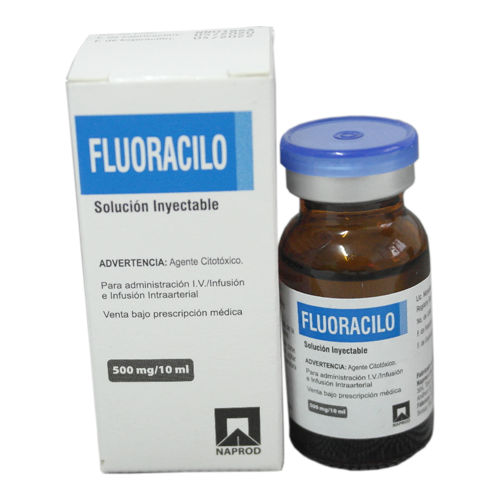 FLUORACILO
Solución Inyectable
ADVERTENCIA: Agente Citotóxico.
Para administración I.V./Infusión
e Infusión Intraarterial
Venta bajo prescripción médica
500 mg/10 ml
NAPROD
FLUORACILO
Solución Inyectable
ADVERTENCIA: Agente Citotóxico.
Para administración I.V./Infusión
e Infusión Intraarterial
Venta bajo prescripción médica
500 mg/10 ml
NAPROD